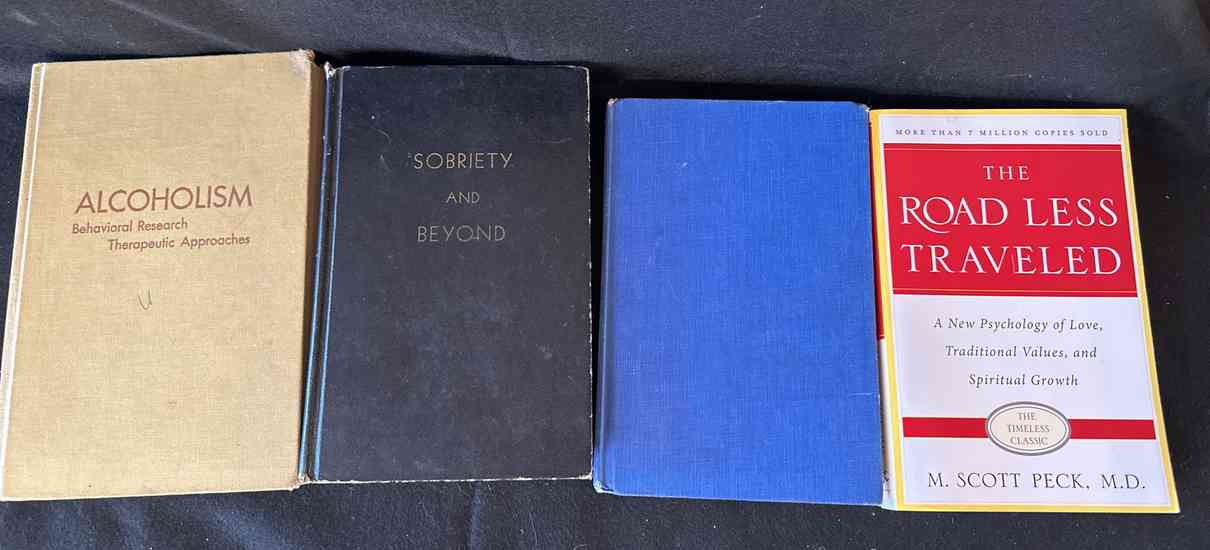 ALCOHOLISM
Behavioral Research
Therapeutic Approaches
SOBRIETY
AND
BEYOND
MORE THAN 7 MILLION COPIES SOLD
THE
ROAD LESS
TRAVELED
A New Psychology of Love,
Traditional Values, and
Spiritual Growth
THE
TIMELESS
CLASSIC
M. SCOTT PECK, M.D.